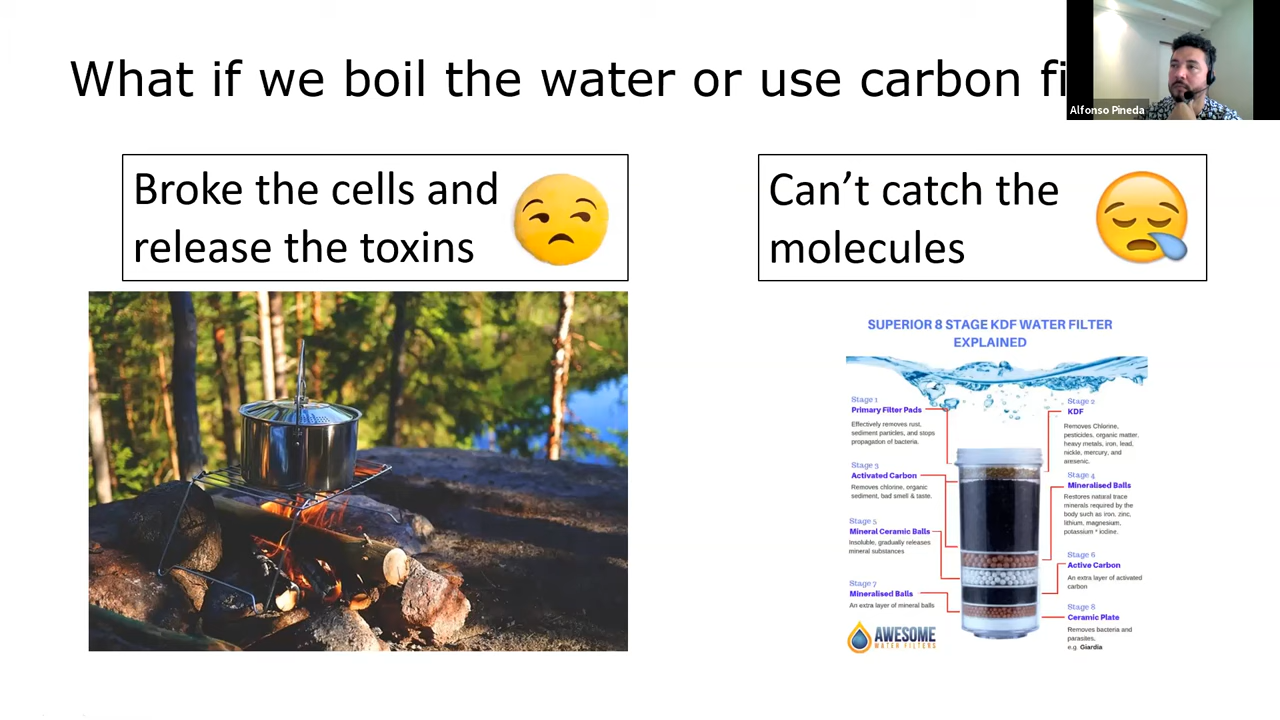 What if we boil the water or use carbon fi
Alfonso Pineda
Broke the cells and
release the toxins
Can’t catch the
molecules
SUPERIOR 8 STAGE KDF WATER FILTER
EXPLAINED
Stage 1
Primary Filter Pads
Effectively removes rust,
sediment particles, and stops
propagation of bacteria.
Stage 2
KDF
Removes Chlorine,
pesticides, organic matter,
heavy metals, iron, lead,
nickle, mercury, and
aresenic.
Stage 3
Activated Carbon
Removes chlorine, organic
sediment, bad smell & taste.
Stage 4
Mineralised Balls
Restores natural trace
minerals required by the
body such as iron, zinc,
lithium, magnesium,
potassium * iodine.
Stage 5
Mineral Ceramic Balls
Insoluble, gradually releases
mineral substances
Stage 6
Active Carbon
An extra layer of activated
carbon
Stage 7
Mineralised Balls
An extra layer of mineral balls
Stage 8
Ceramic Plate
Removes bacteria and
parasites,
e.g Giardia
AWESOME
WATER FILTERS